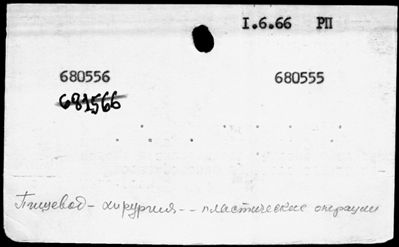 I.6.66 РП
680556 680555
681566
Пищевод – хирургия – – пластические операции